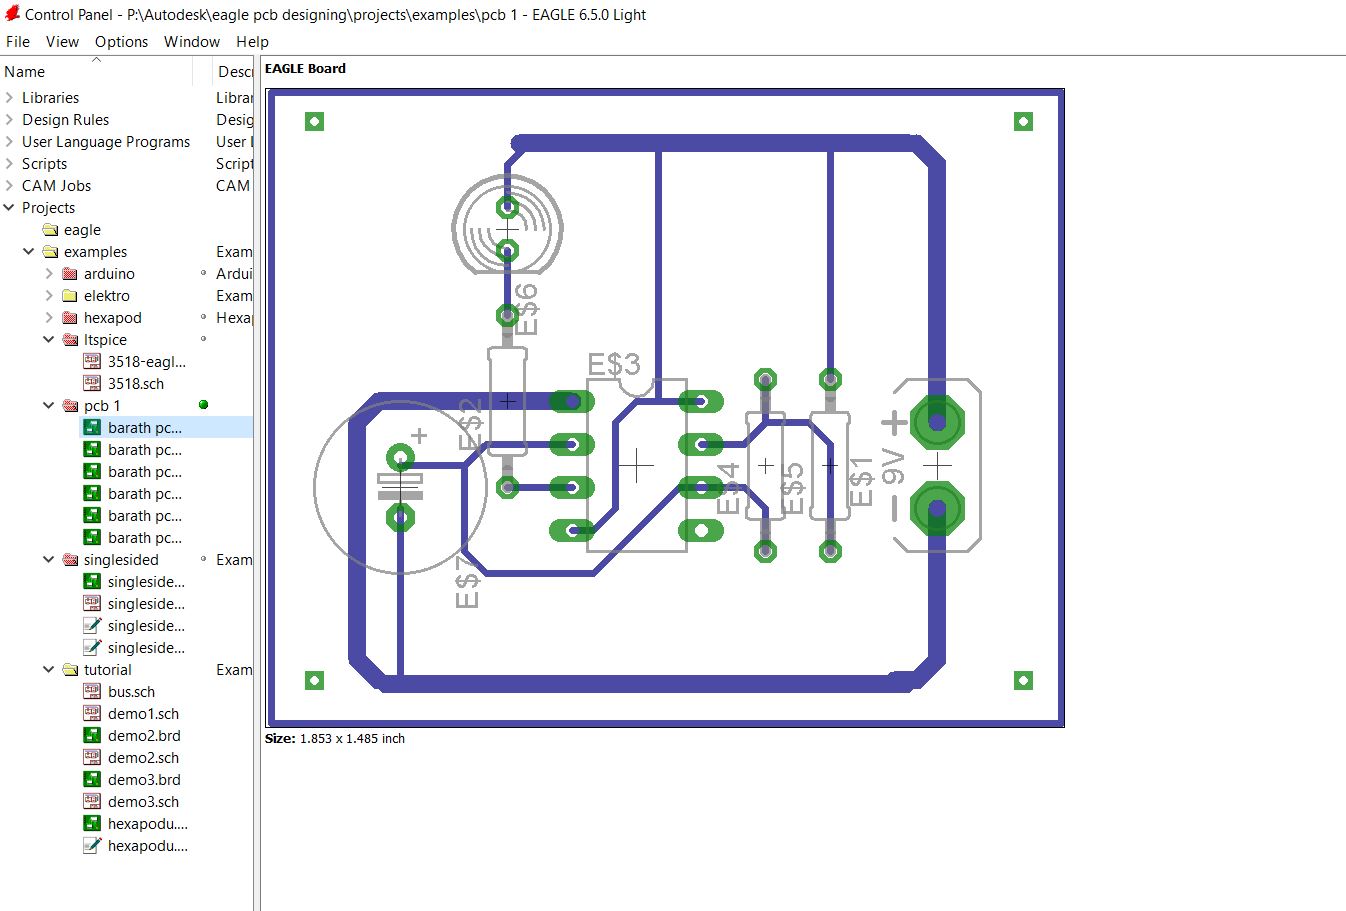 Control Panel - P:\Autodesk\eagle pcb designing\projects\examples\pcb 1 - EAGLE 6.5.0 Light
File View Options Window Help
Name Descr
Libraries Librar
Design Rules Desig
User Language Programs User l
Scripts Script
CAM Jobs CAM
Projects
eagle
examples Exam
arduino Ardui
elektro Exam
hexapod Hexa
ltspice
3518-eagl...
3518.sch
pcb 1
barath pc...
barath pc...
barath pc...
barath pc...
barath pc...
barath pc...
singlesided Exam
singleside...
singleside...
singleside...
singleside...
tutorial Exam
bus.sch
demo1.sch
demo2.brd
demo2.sch
demo3.brd
demo3.sch
hexapodu....
hexapodu....
EAGLE Board
E$6
E$3
E$2
+
E$4
E$5
E$1
- 9V +
E$7
Size: 1.853 x 1.485 inch